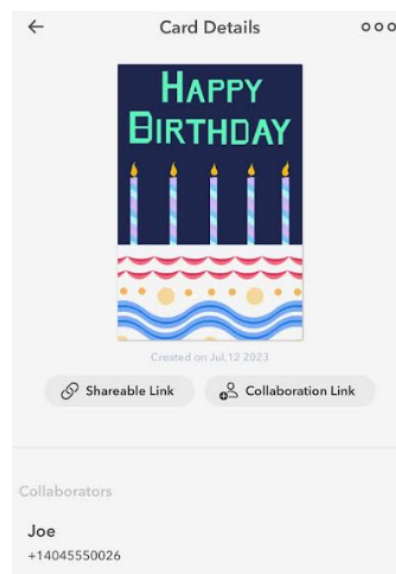 Card Details
HAPPY
BIRTHDAY
Created on Jul,12 2023
Shareable Link
Collaboration Link
Collaborators
Joe
+14045550026